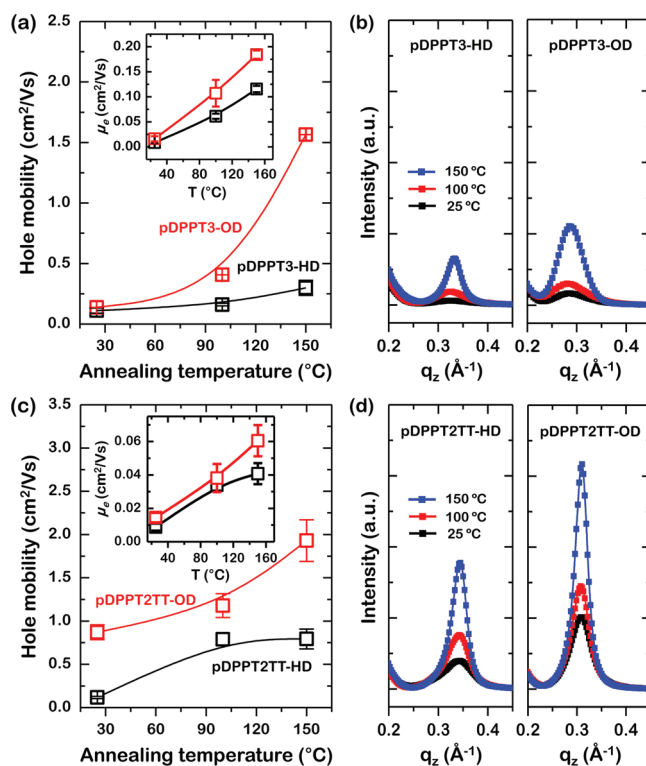 (a)
Hole mobility (cm²/Vs)
2.5
2.0
1.5
1.0
0.5
0.0
μe (cm²/Vs)
0.20
0.15
0.10
0.05
0.00
40 80 120 160
T (°C)
pDPPT3-OD
pDPPT3-HD
30 60 90 120 150
Annealing temperature (°C)
(b)
pDPPT3-HD
pDPPT3-OD
Intensity (a.u.)
150 ºC
100 ºC
25 ºC
0.2 0.3 0.4
0.2 0.3 0.4
qz (Å-1)
qz (Å-1)
(c)
Hole mobility (cm²/Vs)
3.5
3.0
2.5
2.0
1.5
1.0
0.5
0.0
μe (cm²/Vs)
0.06
0.04
0.02
0.00
40 80 120 160
T (°C)
pDPPT2TT-OD
pDPPT2TT-HD
30 60 90 120 150
Annealing temperature (°C)
(d)
pDPPT2TT-HD
pDPPT2TT-OD
Intensity (a.u.)
150 ºC
100 ºC
25 ºC
0.2 0.3 0.4
0.2 0.3 0.4
qz (Å-1)
qz (Å-1)